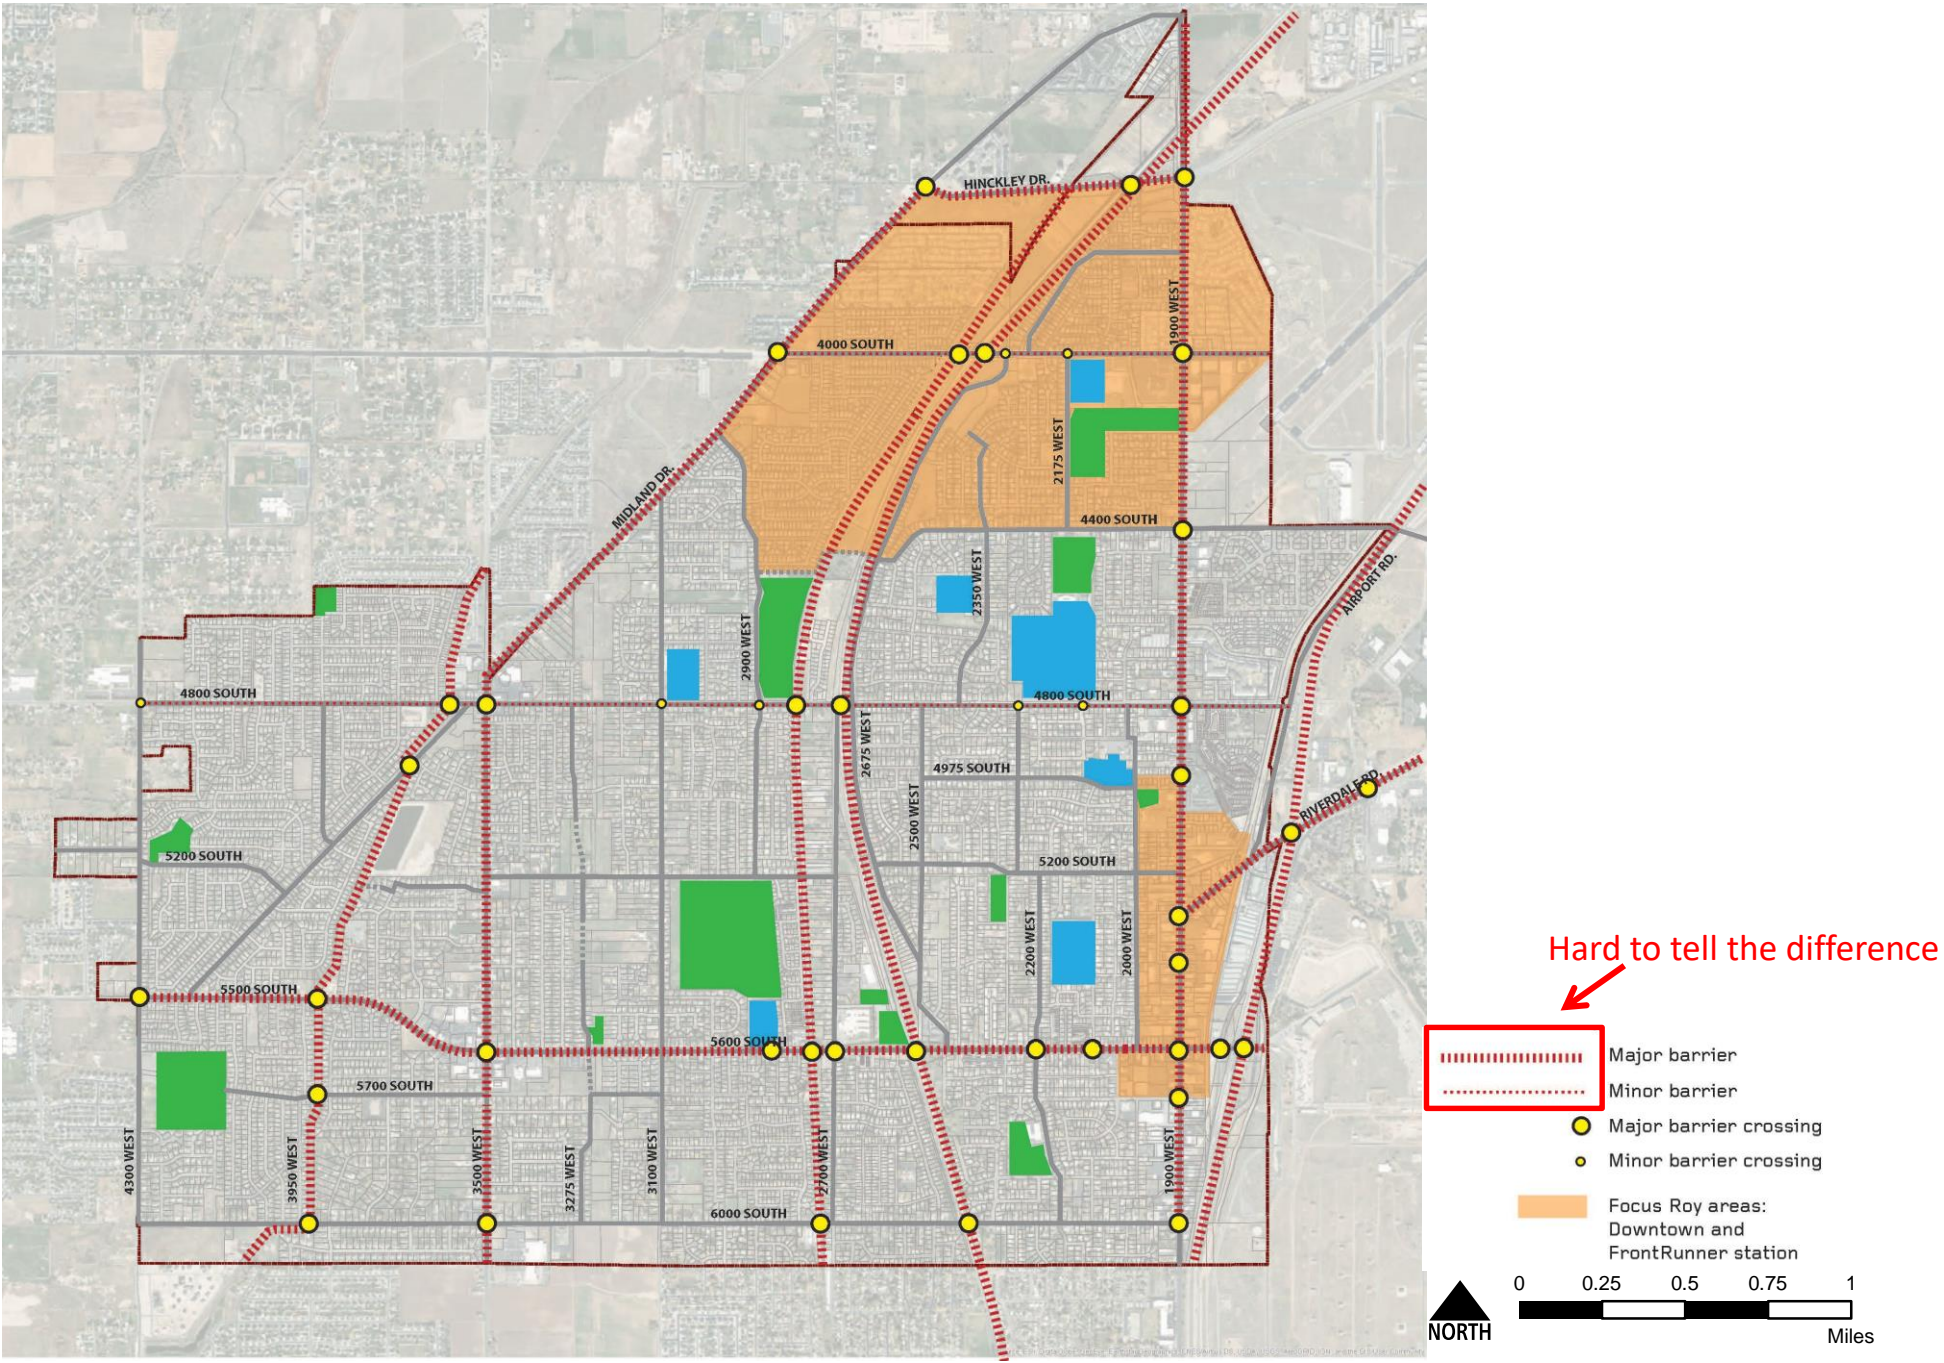 HINCKLEY DR.
1900 WEST
4000 SOUTH
2175 WEST
MIDLAND DR.
4400 SOUTH
AIRPORT RD.
2350 WEST
2900 WEST
4800 SOUTH
4800 SOUTH
2675 WEST
4975 SOUTH
RIVERDALE RD.
2500 WEST
5200 SOUTH
5200 SOUTH
2200 WEST
2000 WEST
5500 SOUTH
5600 SOUTH
5700 SOUTH
4300 WEST
3950 WEST
3500 WEST
3275 WEST
3100 WEST
2700 WEST
1900 WEST
6000 SOUTH
Hard to tell the difference
Major barrier
Minor barrier
Major barrier crossing
Minor barrier crossing
Focus Roy areas:
Downtown and
FrontRunner station
0 0.25 0.5 0.75 1
Miles
NORTH